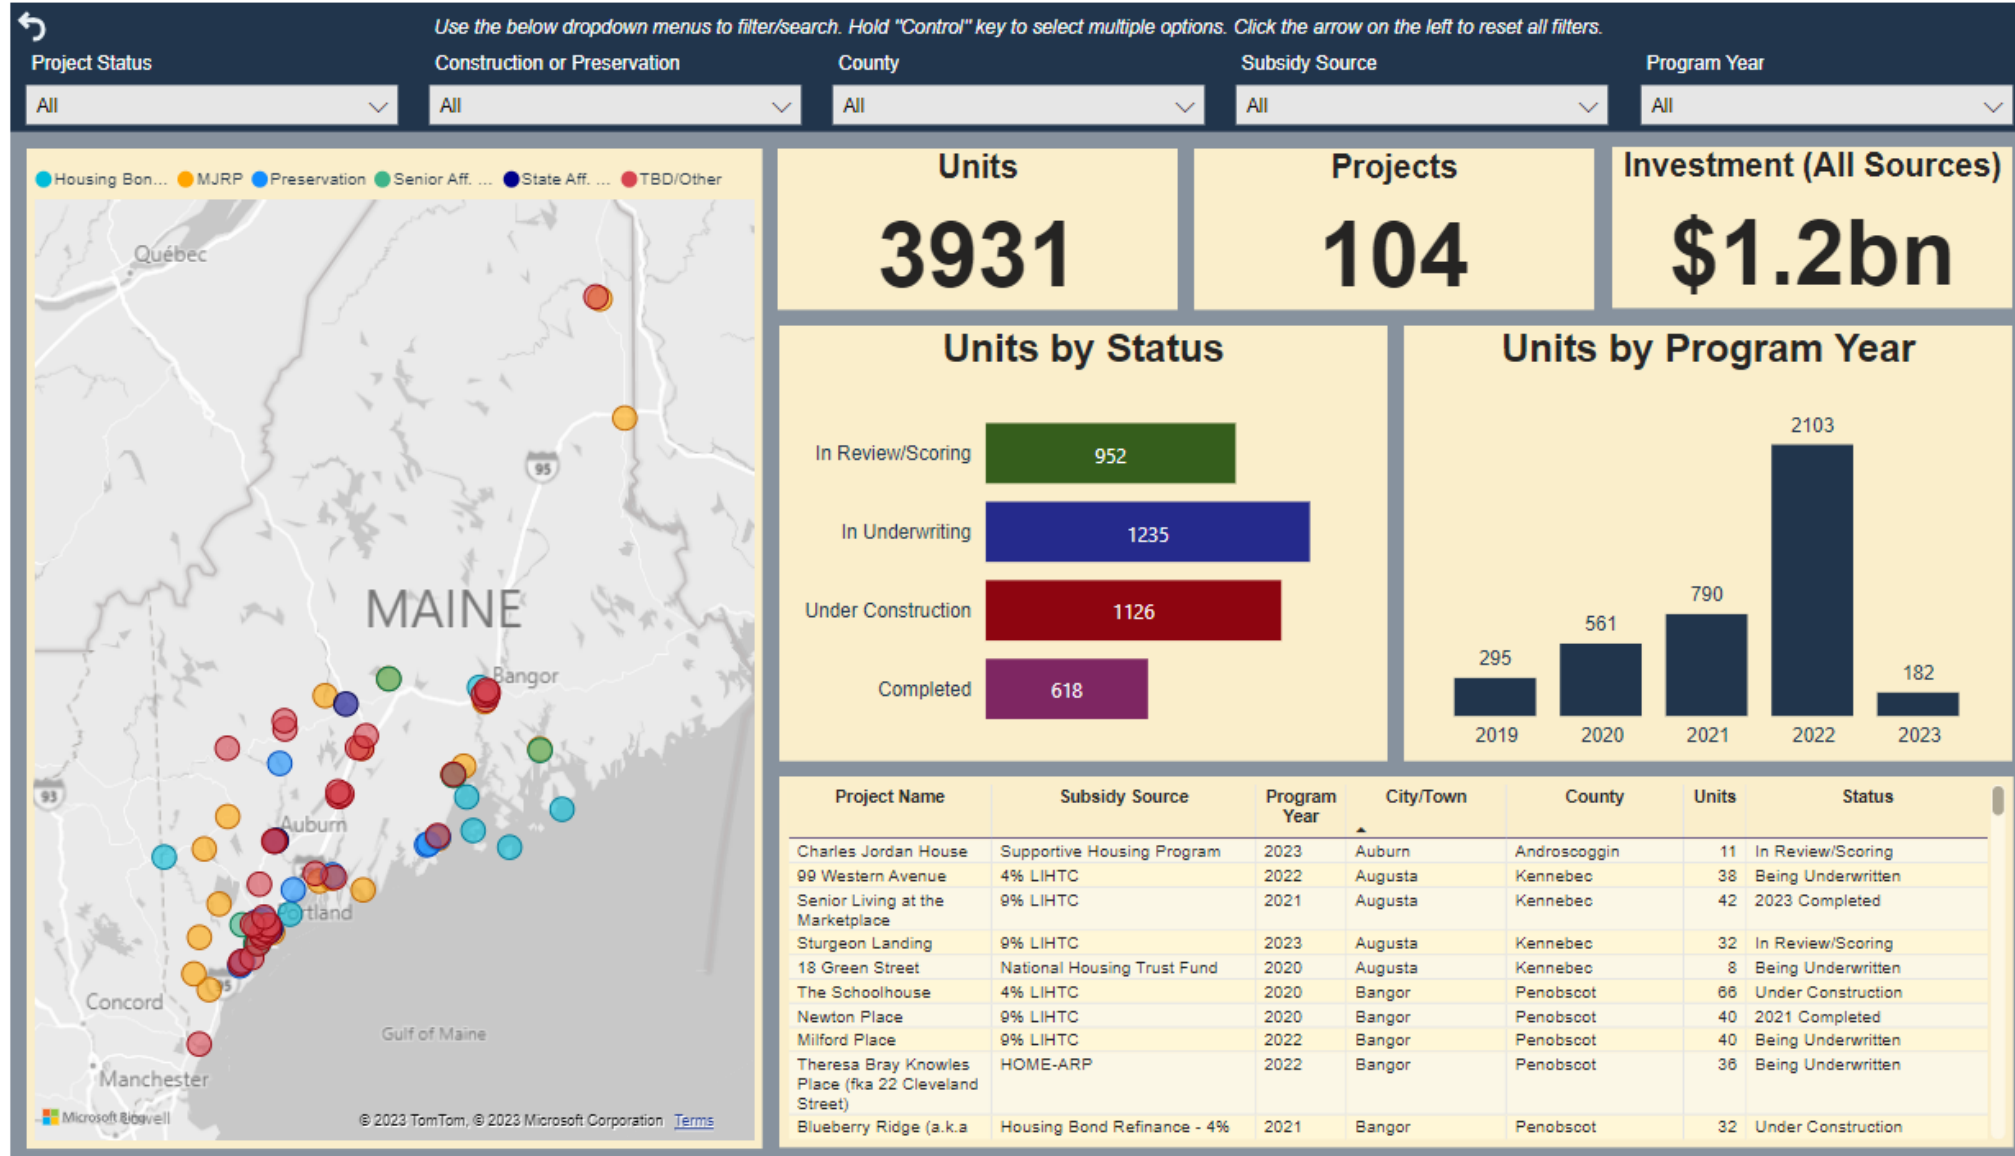 Use the below dropdown menus to filter/search. Hold "Control" key to select multiple options. Click the arrow on the left to reset all filters.
Project Status
Construction or Preservation
County
Subsidy Source
Program Year
All
All
All
All
All
Housing Bon... MJRP Preservation Senior Aff. ... State Aff. ... TBD/Other
Québec
95
MAINE
Bangor
93
Auburn
Portland
95
Concord
Gulf of Maine
Manchester
Microsoft Bing
© 2023 TomTom, © 2023 Microsoft Corporation Terms
Units
3931
Projects
104
Investment (All Sources)
$1.2bn
Units by Status
In Review/Scoring 952
In Underwriting 1235
Under Construction 1126
Completed 618
Units by Program Year
295
561
790
2103
182
2019 2020 2021 2022 2023
Project Name Subsidy Source Program Year City/Town County Units Status
Charles Jordan House Supportive Housing Program 2023 Auburn Androscoggin 11 In Review/Scoring
99 Western Avenue 4% LIHTC 2022 Augusta Kennebec 38 Being Underwritten
Senior Living at the Marketplace 9% LIHTC 2021 Augusta Kennebec 42 2023 Completed
Sturgeon Landing 9% LIHTC 2023 Augusta Kennebec 32 In Review/Scoring
18 Green Street National Housing Trust Fund 2020 Augusta Kennebec 8 Being Underwritten
The Schoolhouse 4% LIHTC 2020 Bangor Penobscot 66 Under Construction
Newton Place 9% LIHTC 2020 Bangor Penobscot 40 2021 Completed
Milford Place 9% LIHTC 2022 Bangor Penobscot 40 Being Underwritten
Theresa Bray Knowles Place (fka 22 Cleveland Street) HOME-ARP 2022 Bangor Penobscot 36 Being Underwritten
Blueberry Ridge (a.k.a Housing Bond Refinance - 4% 2021 Bangor Penobscot 32 Under Construction